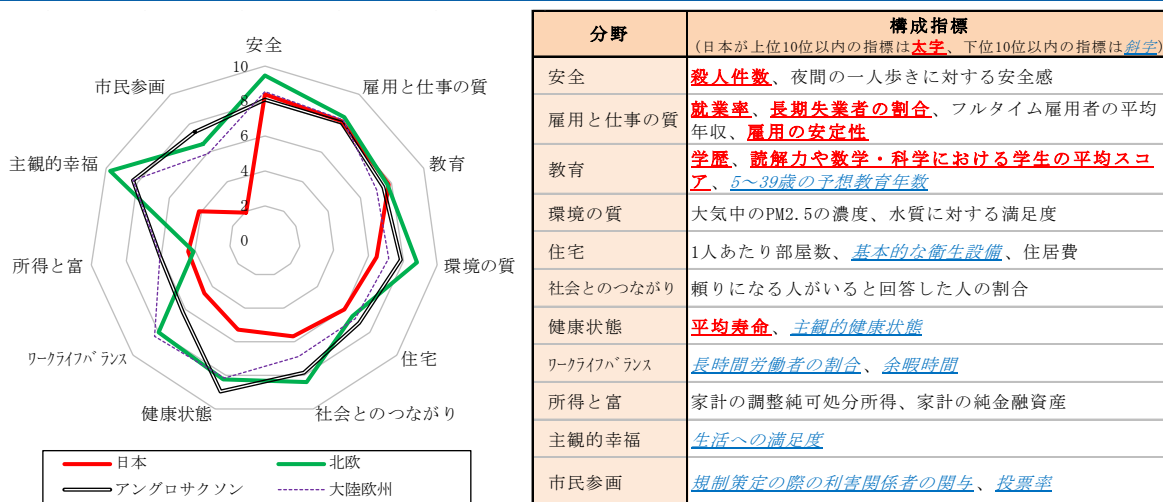 安全
雇用と仕事の質
教育
環境の質
住宅
社会とのつながり
健康状態
ワークライフバランス
所得と富
主観的幸福
市民参画
10
8
6
4
2
0
日本
北欧
アングロサクソン
大陸欧州
分野
構成指標
(日本が上位10位以内の指標は太字、下位10位以内の指標は斜字)
安全
殺人件数、夜間の一人歩きに対する安全感
雇用と仕事の質
就業率、長期失業者の割合、フルタイム雇用者の平均
年収、雇用の安定性
教育
学歴、読解力や数学・科学における学生の平均スコ
ア、5～39歳の予想教育年数
環境の質
大気中のPM2.5の濃度、水質に対する満足度
住宅
1人あたり部屋数、基本的な衛生設備、住居費
社会とのつながり
頼りになる人がいると回答した人の割合
健康状態
平均寿命、主観的健康状態
ワークライフバランス
長時間労働者の割合、余暇時間
所得と富
家計の調整純可処分所得、家計の純金融資産
主観的幸福
生活への満足度
市民参画
規制策定の際の利害関係者の関与、投票率